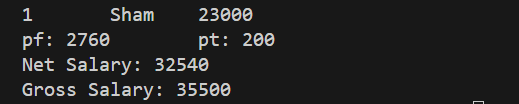 1 Sham 23000
pf: 2760 pt: 200
Net Salary: 32540
Gross Salary: 35500